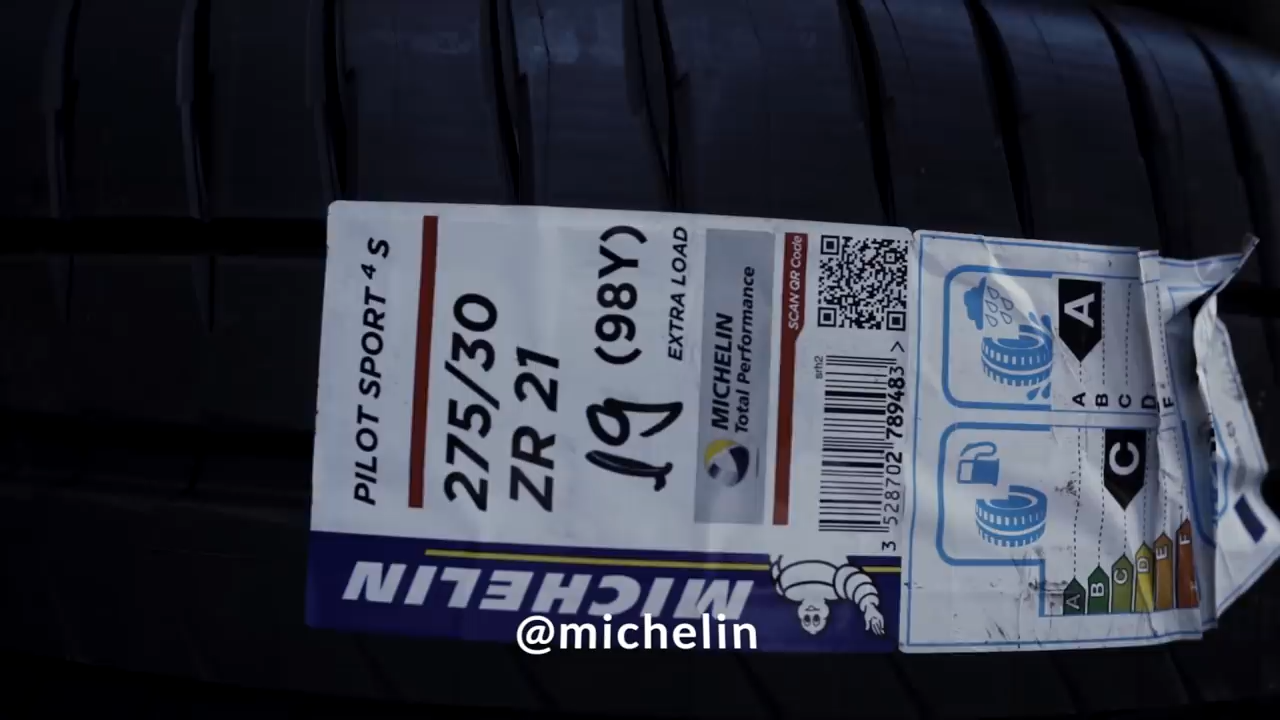 PILOT SPORT 4 S
275/30
ZR 21
19 (98Y)
EXTRA LOAD
MICHELIN
Total Performance
SCAN QR Code
srh2
3 528702 789483 >
MICHELIN
A
A
B
C
D
F
C
A
B
C
D
E
F
@michelin